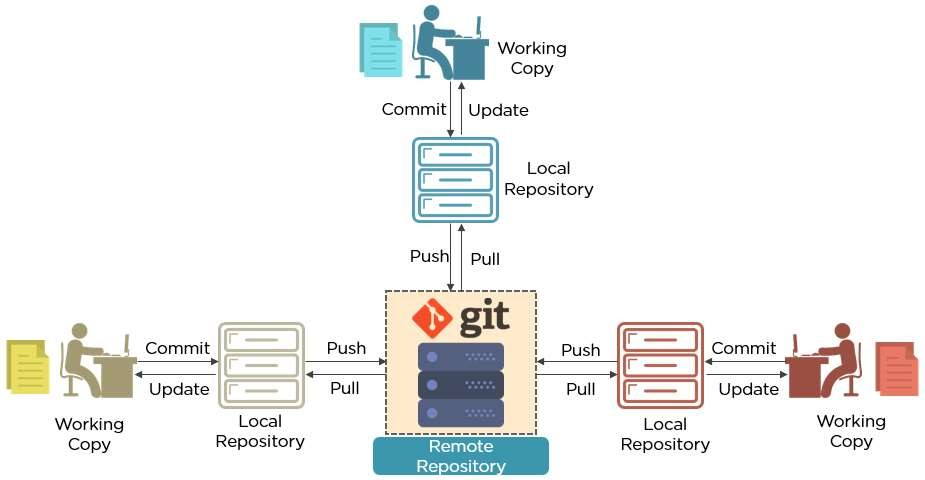 Working
Copy
Commit
Update
Local
Repository
Push
Pull
git
Commit
Update
Push
Pull
Push
Pull
Commit
Update
Working
Copy
Local
Repository
Remote
Repository
Local
Repository
Working
Copy